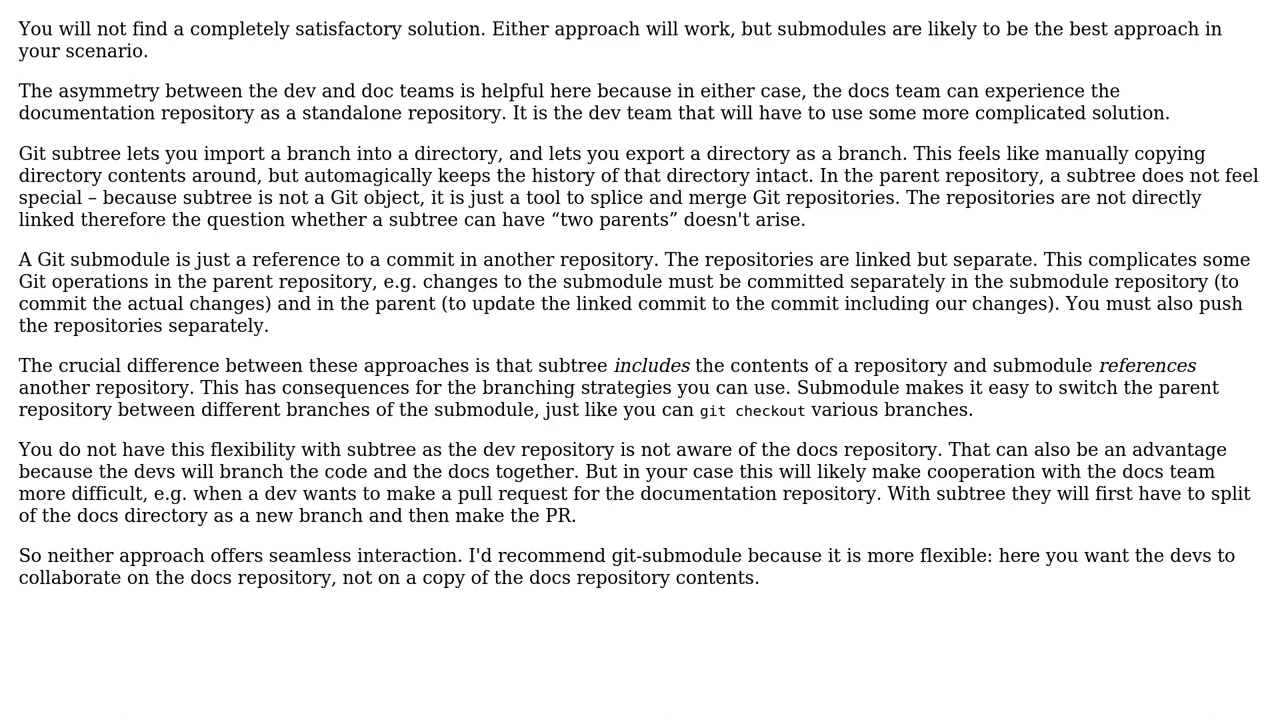 You will not find a completely satisfactory solution. Either approach will work, but submodules are likely to be the best approach in
your scenario.
The asymmetry between the dev and doc teams is helpful here because in either case, the docs team can experience the
documentation repository as a standalone repository. It is the dev team that will have to use some more complicated solution.
Git subtree lets you import a branch into a directory, and lets you export a directory as a branch. This feels like manually copying
directory contents around, but automagically keeps the history of that directory intact. In the parent repository, a subtree does not feel
special – because subtree is not a Git object, it is just a tool to splice and merge Git repositories. The repositories are not directly
linked therefore the question whether a subtree can have “two parents” doesn't arise.
A Git submodule is just a reference to a commit in another repository. The repositories are linked but separate. This complicates some
Git operations in the parent repository, e.g. changes to the submodule must be committed separately in the submodule repository (to
commit the actual changes) and in the parent (to update the linked commit to the commit including our changes). You must also push
the repositories separately.
The crucial difference between these approaches is that subtree includes the contents of a repository and submodule references
another repository. This has consequences for the branching strategies you can use. Submodule makes it easy to switch the parent
repository between different branches of the submodule, just like you can git checkout various branches.
You do not have this flexibility with subtree as the dev repository is not aware of the docs repository. That can also be an advantage
because the devs will branch the code and the docs together. But in your case this will likely make cooperation with the docs team
more difficult, e.g. when a dev wants to make a pull request for the documentation repository. With subtree they will first have to split
of the docs directory as a new branch and then make the PR.
So neither approach offers seamless interaction. I'd recommend git-submodule because it is more flexible: here you want the devs to
collaborate on the docs repository, not on a copy of the docs repository contents.